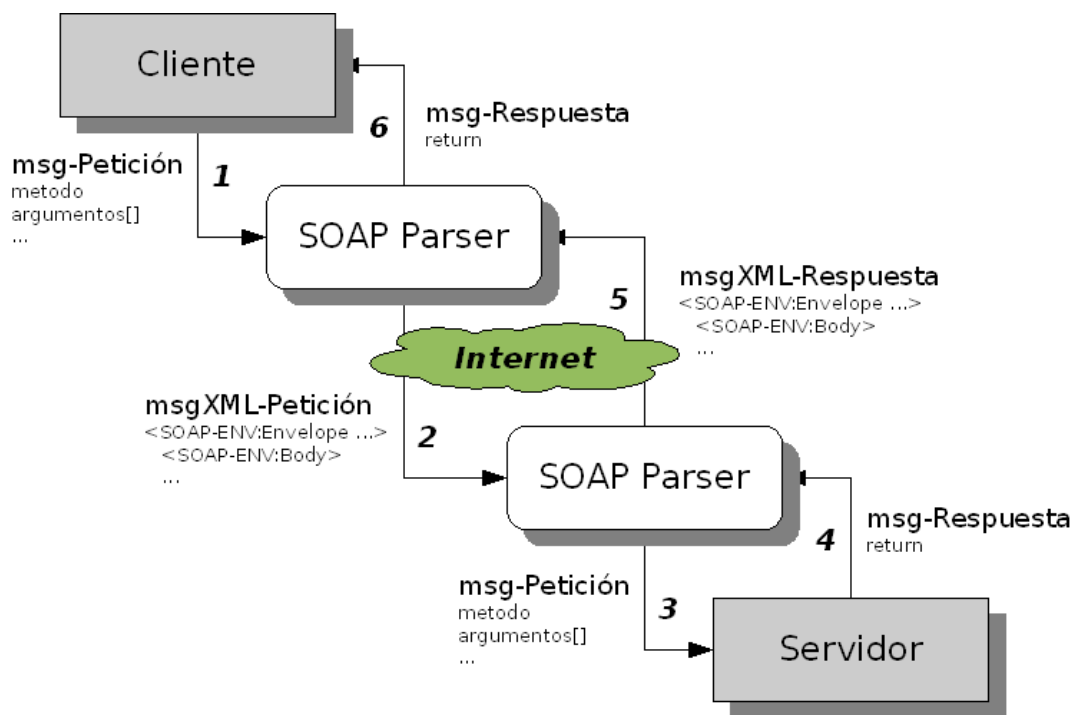 Cliente
6
msg-Respuesta
return
msg-Petición
metodo
argumentos[]
...
1
SOAP Parser
5
msgXML-Respuesta
<SOAP-ENV:Envelope ...>
<SOAP-ENV:Body>
...
Internet
msgXML-Petición
<SOAP-ENV:Envelope ...>
<SOAP-ENV:Body>
...
2
SOAP Parser
4
msg-Respuesta
return
msg-Petición
metodo
argumentos[]
...
3
Servidor